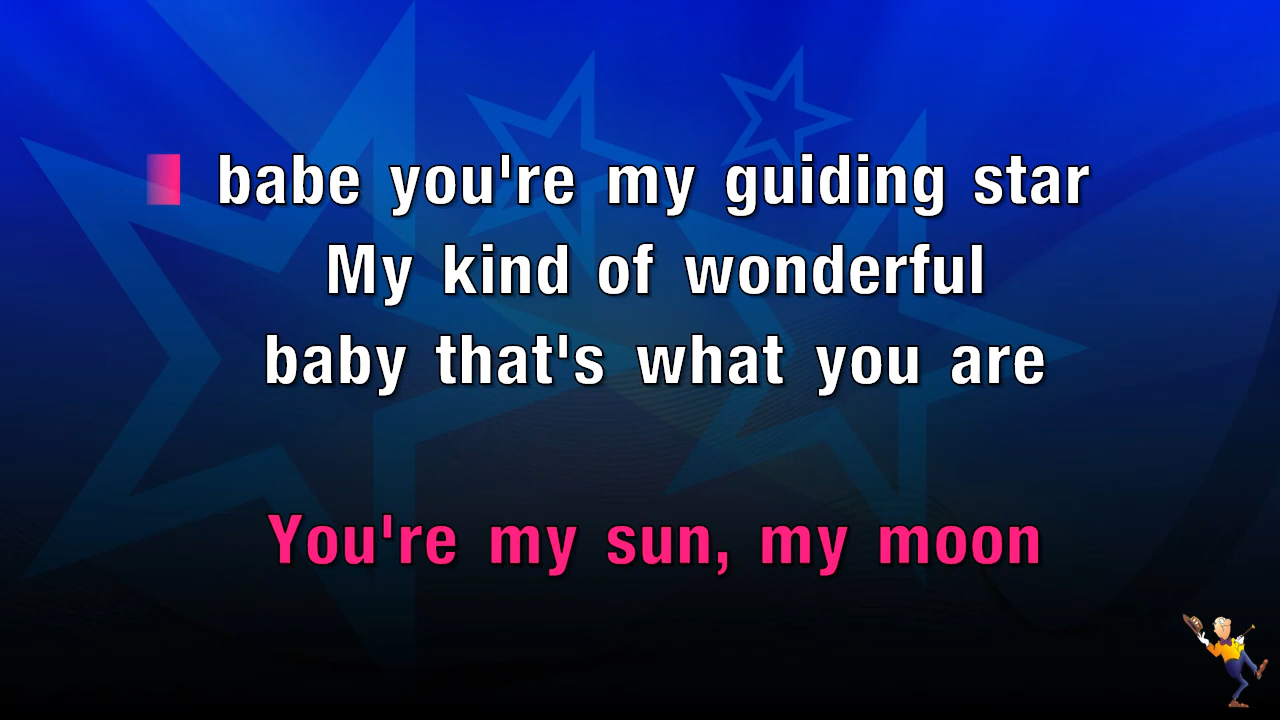 babe you're my guiding star
My kind of wonderful
baby that's what you are
You're my sun, my moon